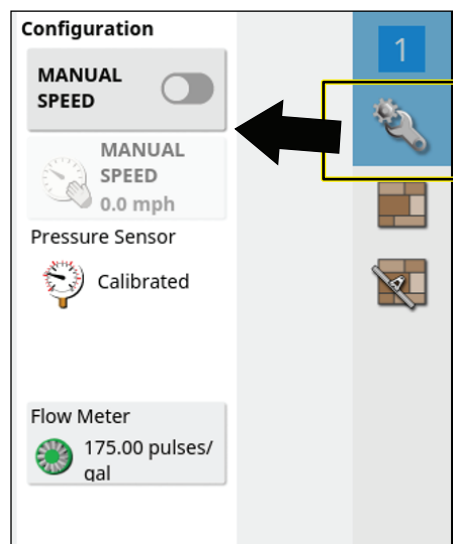 Configuration
1
MANUAL
SPEED
MANUAL
SPEED
0.0 mph
Pressure Sensor
Calibrated
Flow Meter
175.00 pulses/
gal